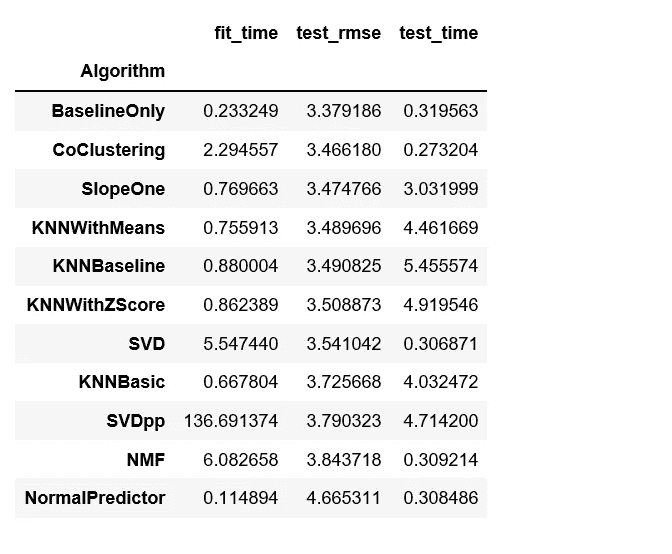 fit_time test_rmse test_time
Algorithm
BaselineOnly 0.233249 3.379186 0.319563
CoClustering 2.294557 3.466180 0.273204
SlopeOne 0.769663 3.474766 3.031999
KNNWithMeans 0.755913 3.489696 4.461669
KNNBaseline 0.880004 3.490825 5.455574
KNNWithZScore 0.862389 3.508873 4.919546
SVD 5.547440 3.541042 0.306871
KNNBasic 0.667804 3.725668 4.032472
SVDpp 136.691374 3.790323 4.714200
NMF 6.082658 3.843718 0.309214
NormalPredictor 0.114894 4.665311 0.308486